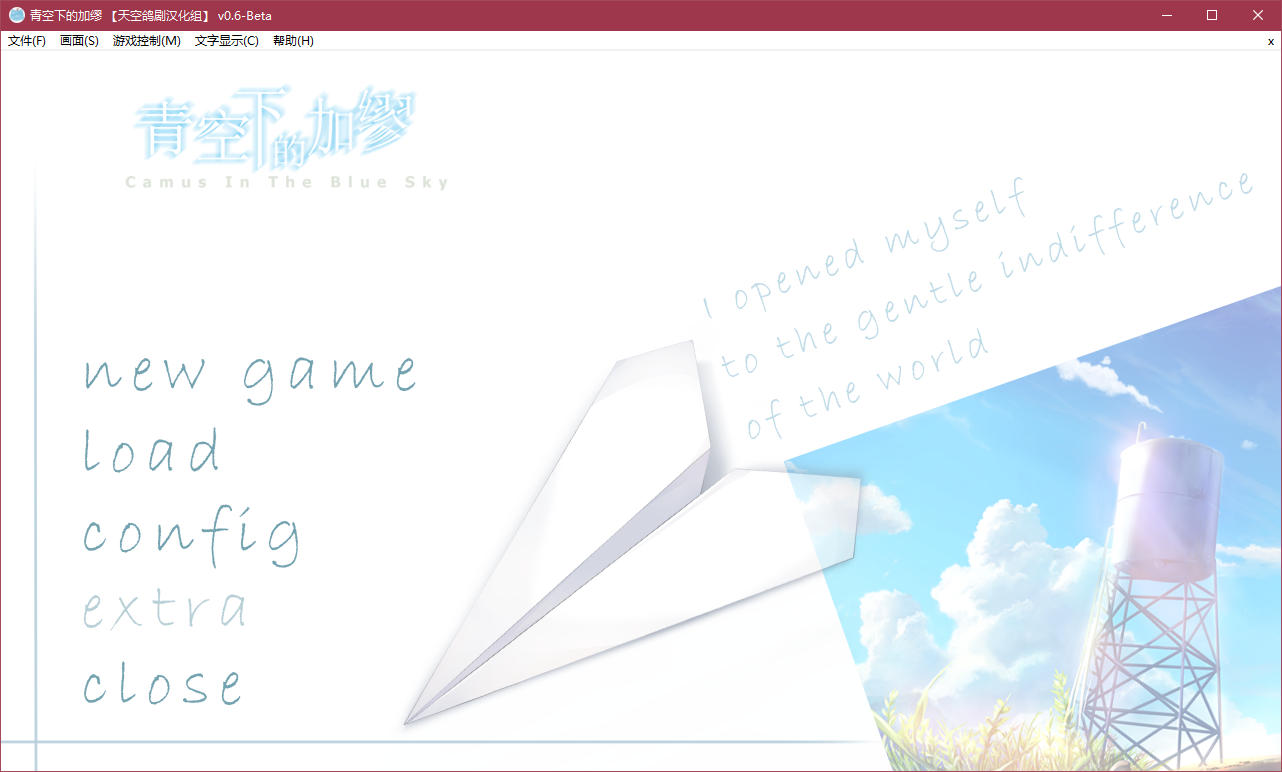 青空下的加缪 【天空鸽剧汉化组】 v0.6-Beta
文件(F) 画面(S) 游戏控制(M) 文字显示(C) 帮助(H) x
青空下的加缪
Camus In The Blue Sky
I opened myself
to the gentle indifference
of the world
new game
load
config
extra
close